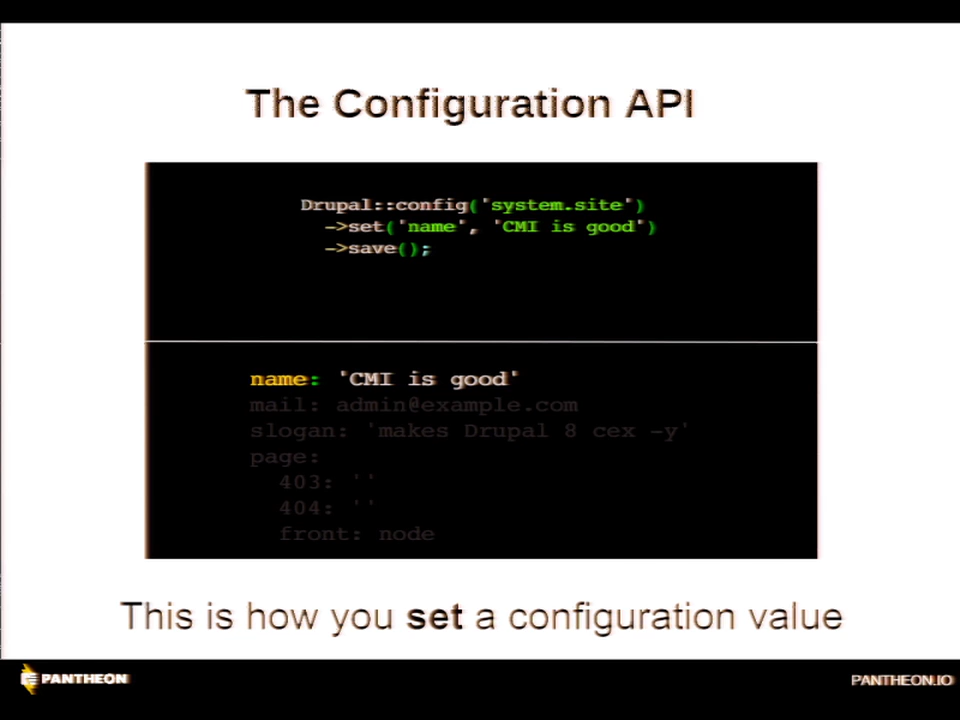 The Configuration API
Drupal::config('system.site')
->set('name', 'CMI is good')
->save();
name: 'CMI is good'
mail: admin@example.com
slogan: 'makes Drupal 8 cex -y'
page:
403: ''
404: ''
front: node
This is how you set a configuration value
PANTHEON
PANTHEON.IO